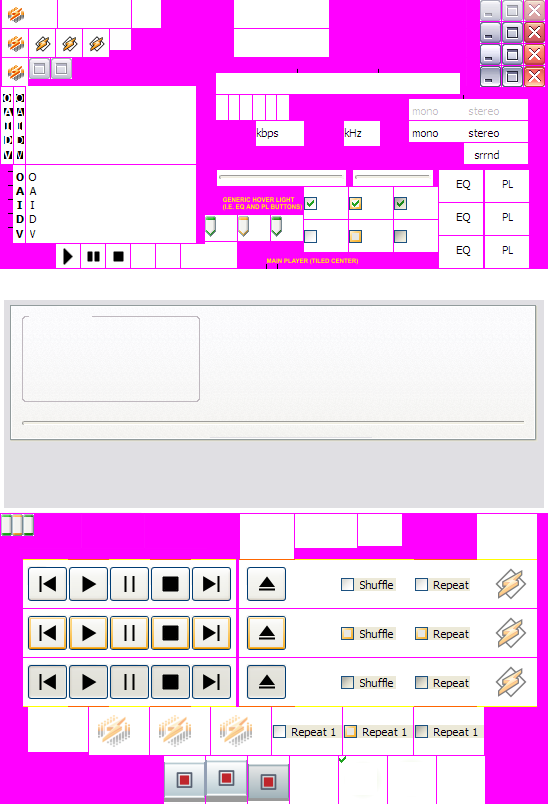 mono stereo
kbps kHz mono stereo
srrnd
O O
A A
I I
D D
V V
O O
A A
I I
D D
V V
EQ PL
GENERIC HOVER LIGHT
(I.E. EQ AND PL BUTTONS)
EQ PL
EQ PL
MAIN PLAYER (TILED CENTER)
Shuffle Repeat
Shuffle Repeat
Shuffle Repeat
Repeat 1 Repeat 1 Repeat 1